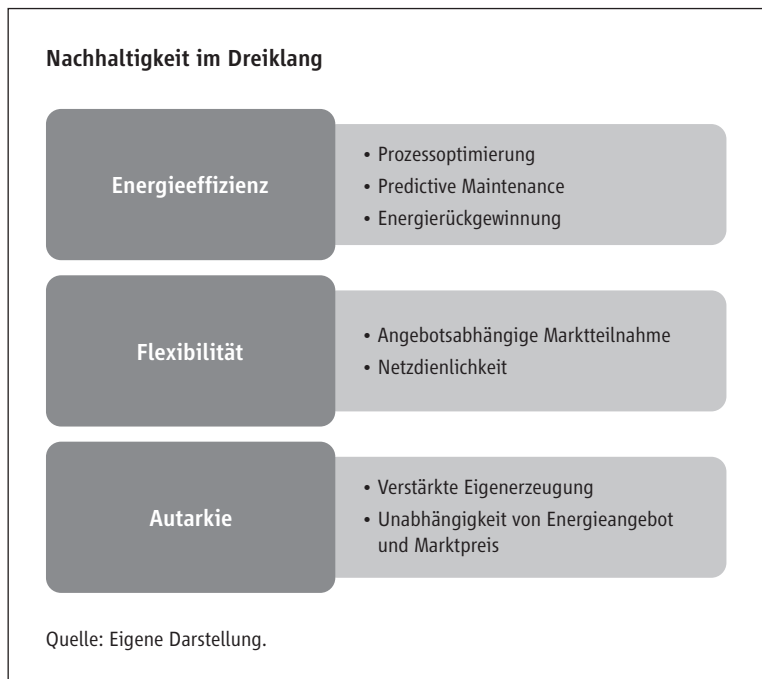 Nachhaltigkeit im Dreiklang
Energieeffizienz
• Prozessoptimierung
• Predictive Maintenance
• Energierückgewinnung
Flexibilität
• Angebotsabhängige Marktteilnahme
• Netzdienlichkeit
Autarkie
• Verstärkte Eigenerzeugung
• Unabhängigkeit von Energieangebot
und Marktpreis
Quelle: Eigene Darstellung.